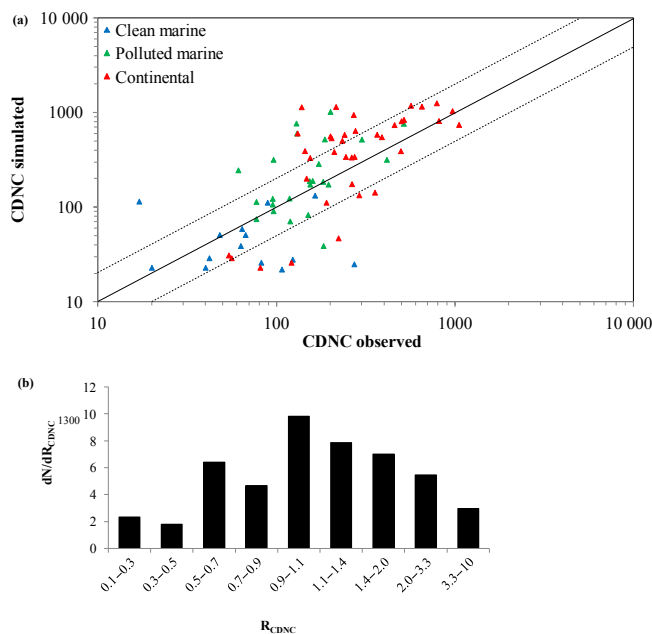 (a)
10 000
1000
100
10
CDNC simulated
Clean marine
Polluted marine
Continental
10
100
1000
10 000
CDNC observed
(b)
12
10
8
6
4
2
0
dN/dR_CDNC
1300
0.1–0.3
0.3–0.5
0.5–0.7
0.7–0.9
0.9–1.1
1.1–1.4
1.4–2.0
2.0–3.3
3.3–10
R_CDNC